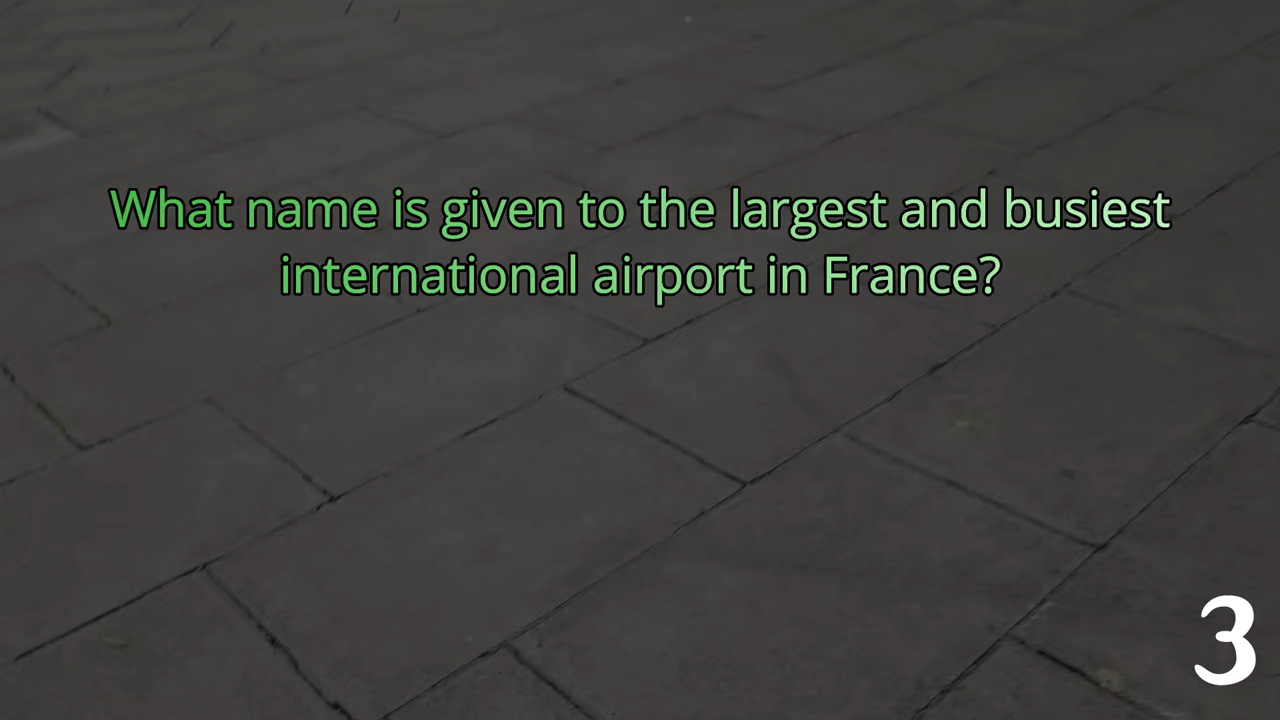 What name is given to the largest and busiest
international airport in France?
3